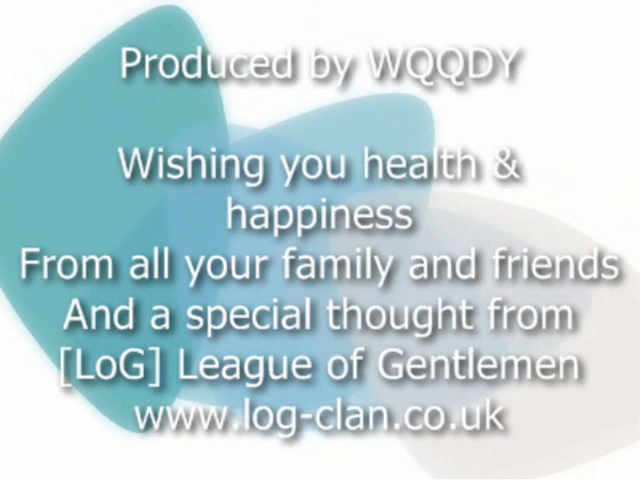 Produced by WQQDY
Wishing you health &
happiness
From all your family and friends
And a special thought from
[LoG] League of Gentlemen
www.log-clan.co.uk